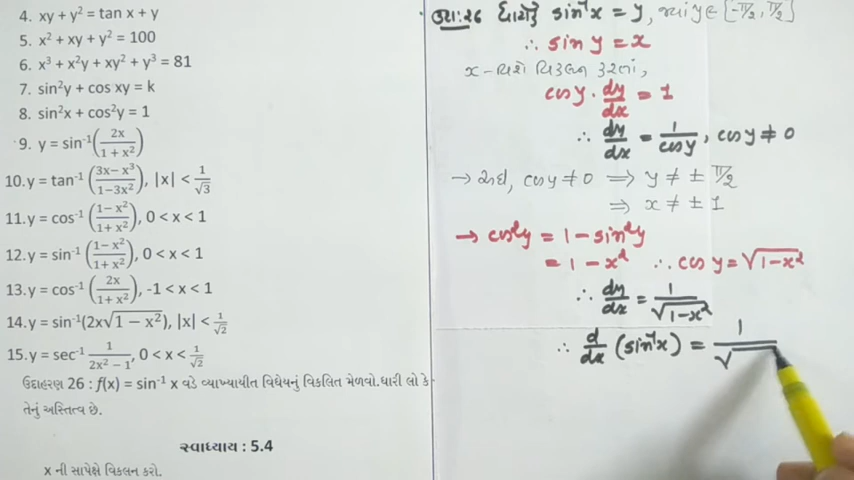 4. xy + y² = tan x + y
5. x² + xy + y² = 100
6. x³ + x²y + xy² + y³ = 81
7. sin²y + cos xy = k
8. sin²x + cos²y = 1
9. y = sin⁻¹(2x/(1 + x²))
10. y = tan⁻¹((3x−x³)/(1−3x²)), |x| < 1/√3
11. y = cos⁻¹((1−x²)/(1+x²)), 0 < x < 1
12. y = sin⁻¹((1−x²)/(1+x²)), 0 < x < 1
13. y = cos⁻¹(2x/(1+x²)), -1 < x < 1
14. y = sin⁻¹(2x√(1−x²)), |x| < 1/√2
15. y = sec⁻¹ 1/(2x²−1), 0 < x < 1/√2
ઉદાહરણ 26 : f(x) = sin⁻¹ x વડે વ્યાખ્યાયીત વિધેયનું વિકલિત મેળવો.ધારી લો કે
તેનું અસ્તિત્વ છે.
સ્વાધ્યાય : 5.4
x ની સાપેક્ષે વિકલન કરો.
ઉદા:૨૬ ધારોકે sin⁻¹x = y, જ્યાં y ∈ [-π/2, π/2]
∴ sin y = x
x - પ્રત્યે વિકલન કરતાં,
cos y · dy/dx = 1
∴ dy/dx = 1/cos y, cos y ≠ 0
→ અહીં, cos y ≠ 0 ⇒ y ≠ ± π/2
⇒ x ≠ ± 1
→ cos²y = 1 − sin²y
= 1 − x² ∴ cos y = √(1−x²)
∴ dy/dx = 1/√(1−x²)
∴ d/dx (sin⁻¹x) = 1/√